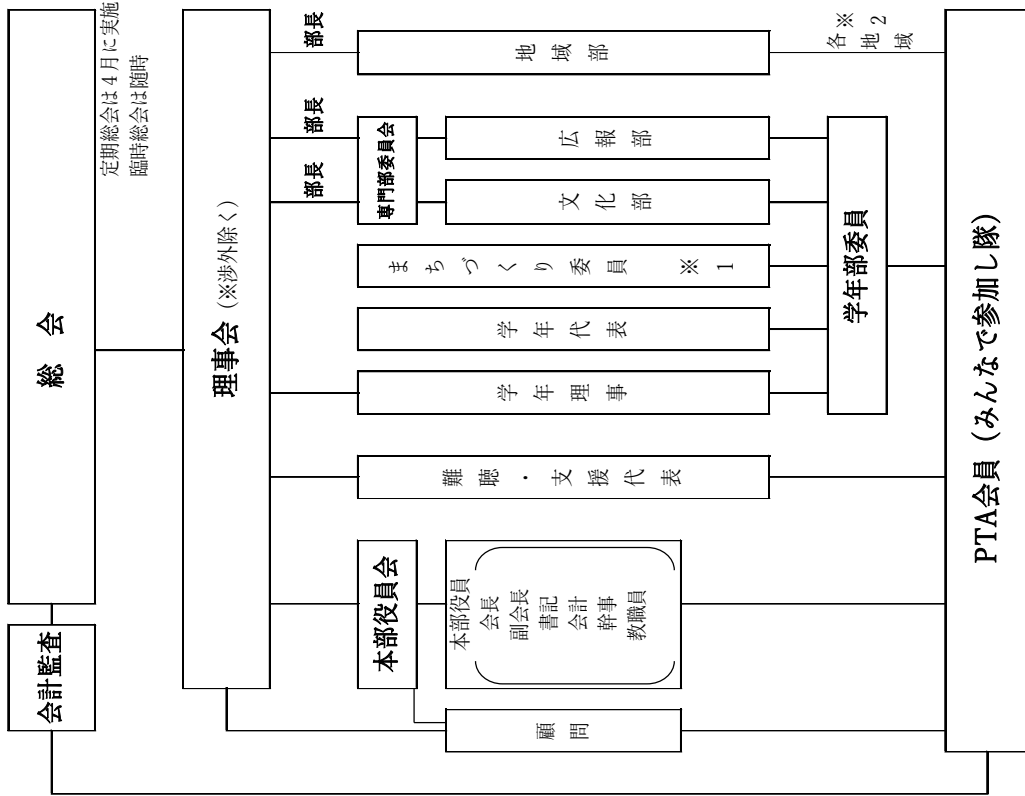 総　会
会計監査
定期総会は４月に実施
臨時総会は随時
理事会（※渉外除く）
部長
部長
部長
本部役員会
専門部委員会
顧問
本部役員
会長
副会長
書記
会計
幹事
教職員
難聴・支援代表
学年理事
学年代表
まちづくり委員　※１
文化部
広報部
地域部
学年部委員
※２
各地域
PTA会員（みんなで参加し隊）